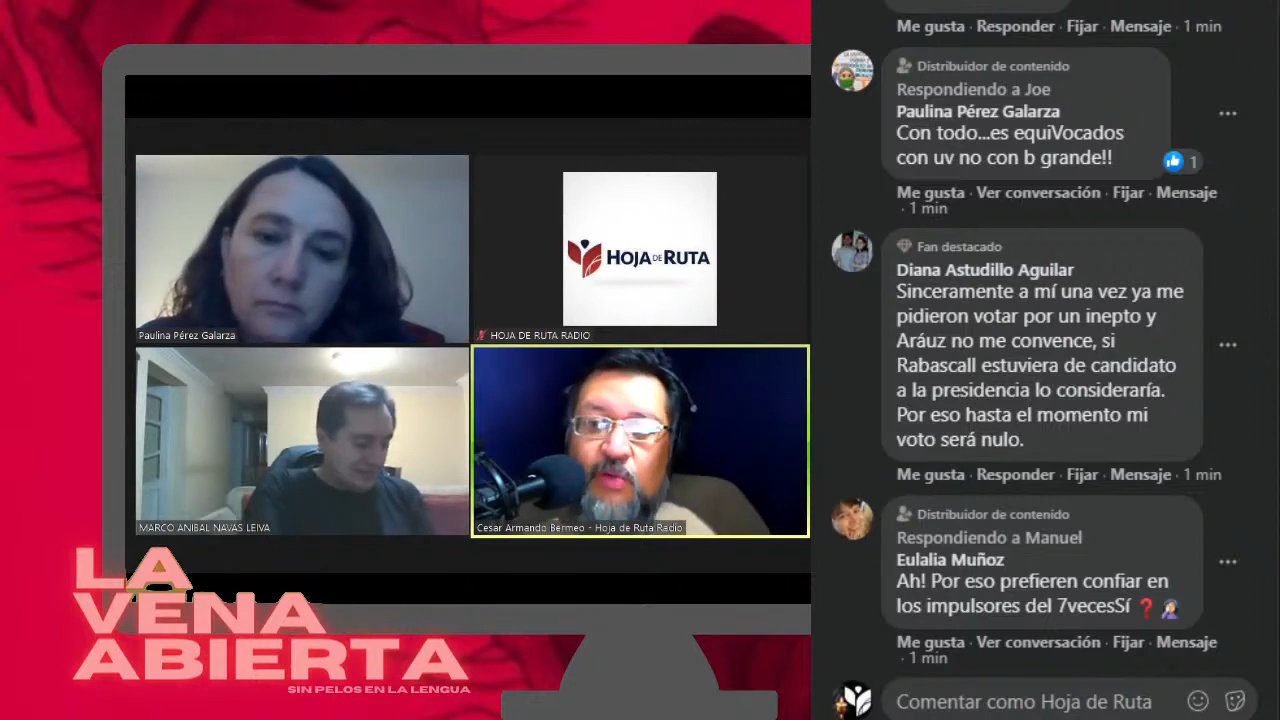 Paulina Pérez Galarza
HOJA DE RUTA
HOJA DE RUTA RADIO
MARCO ANIBAL NAVAS LEIVA
Cesar Armando Bermeo - Hoja de Ruta Radio
LA
VENA
ABIERTA
SIN PELOS EN LA LENGUA
Me gusta · Responder · Fijar · Mensaje · 1 min
Distribuidor de contenido
Respondiendo a Joe
Paulina Pérez Galarza
Con todo...es equiVocados
con uv no con b grande!!
1
Me gusta · Ver conversación · Fijar · Mensaje
· 1 min
Fan destacado
Diana Astudillo Aguilar
Sinceramente a mí una vez ya me
pidieron votar por un inepto y
Aráuz no me convence, si
Rabascall estuviera de candidato
a la presidencia lo consideraría.
Por eso hasta el momento mi
voto será nulo.
Me gusta · Responder · Fijar · Mensaje · 1 min
Distribuidor de contenido
Respondiendo a Manuel
Eulalia Muñoz
Ah! Por eso prefieren confiar en
los impulsores del 7vecesSí ❓ 🤦‍♀️
Me gusta · Ver conversación · Fijar · Mensaje
· 1 min
Comentar como Hoja de Ruta